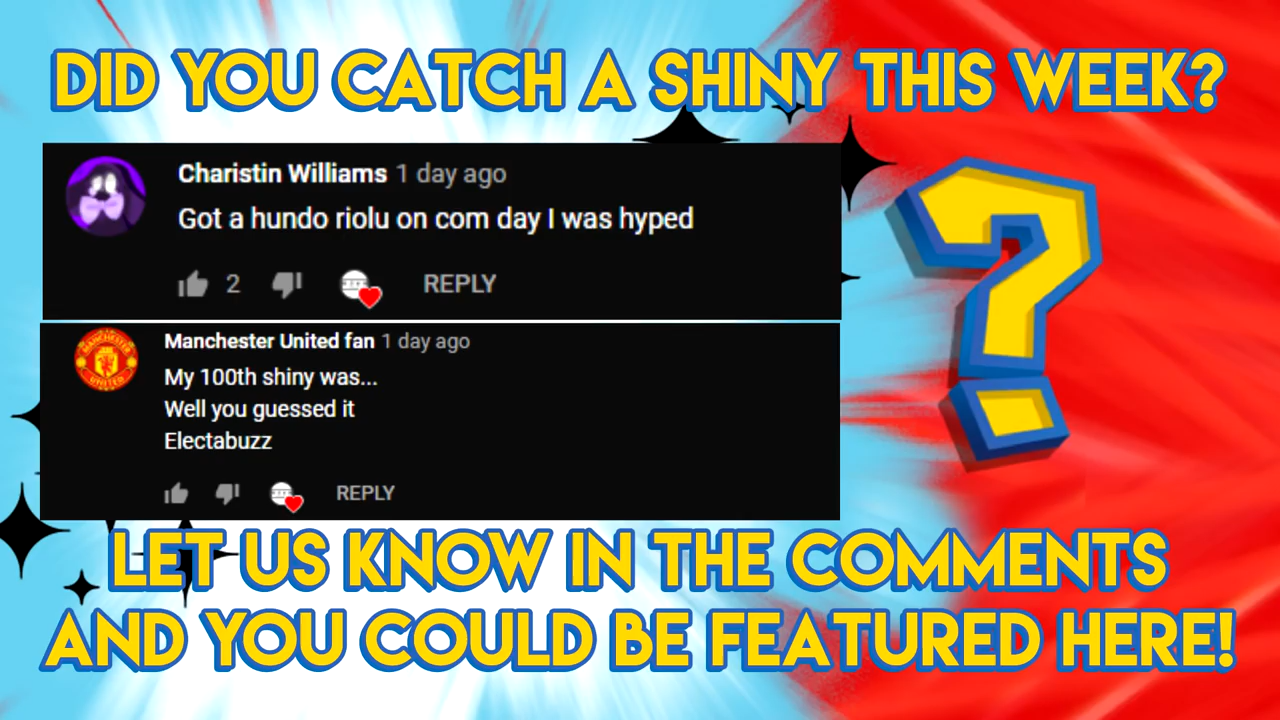 DID YOU CATCH A SHINY THIS WEEK?
Charistin Williams 1 day ago
Got a hundo riolu on com day I was hyped
2 REPLY
Manchester United fan 1 day ago
My 100th shiny was...
Well you guessed it
Electabuzz
REPLY
?
LET US KNOW IN THE COMMENTS
AND YOU COULD BE FEATURED HERE!